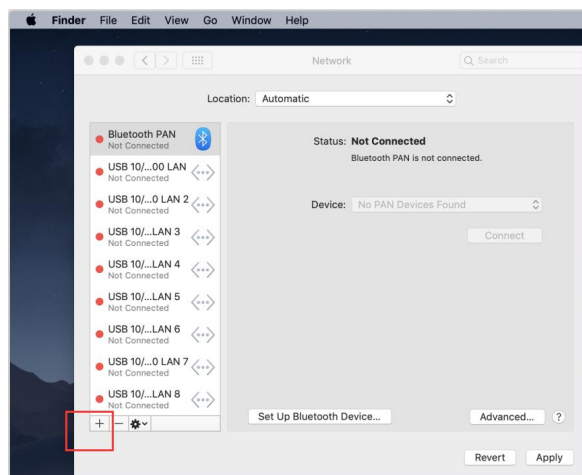 Finder File Edit View Go Window Help
Network
Search
Location: Automatic
Bluetooth PAN
Not Connected
USB 10/...00 LAN
Not Connected
USB 10/...0 LAN 2
Not Connected
USB 10/...LAN 3
Not Connected
USB 10/...LAN 4
Not Connected
USB 10/...LAN 5
Not Connected
USB 10/...LAN 6
Not Connected
USB 10/...0 LAN 7
Not Connected
USB 10/...LAN 8
Not Connected
Status: Not Connected
Bluetooth PAN is not connected.
Device: No PAN Devices Found
Connect
Set Up Bluetooth Device... Advanced... ?
Revert Apply